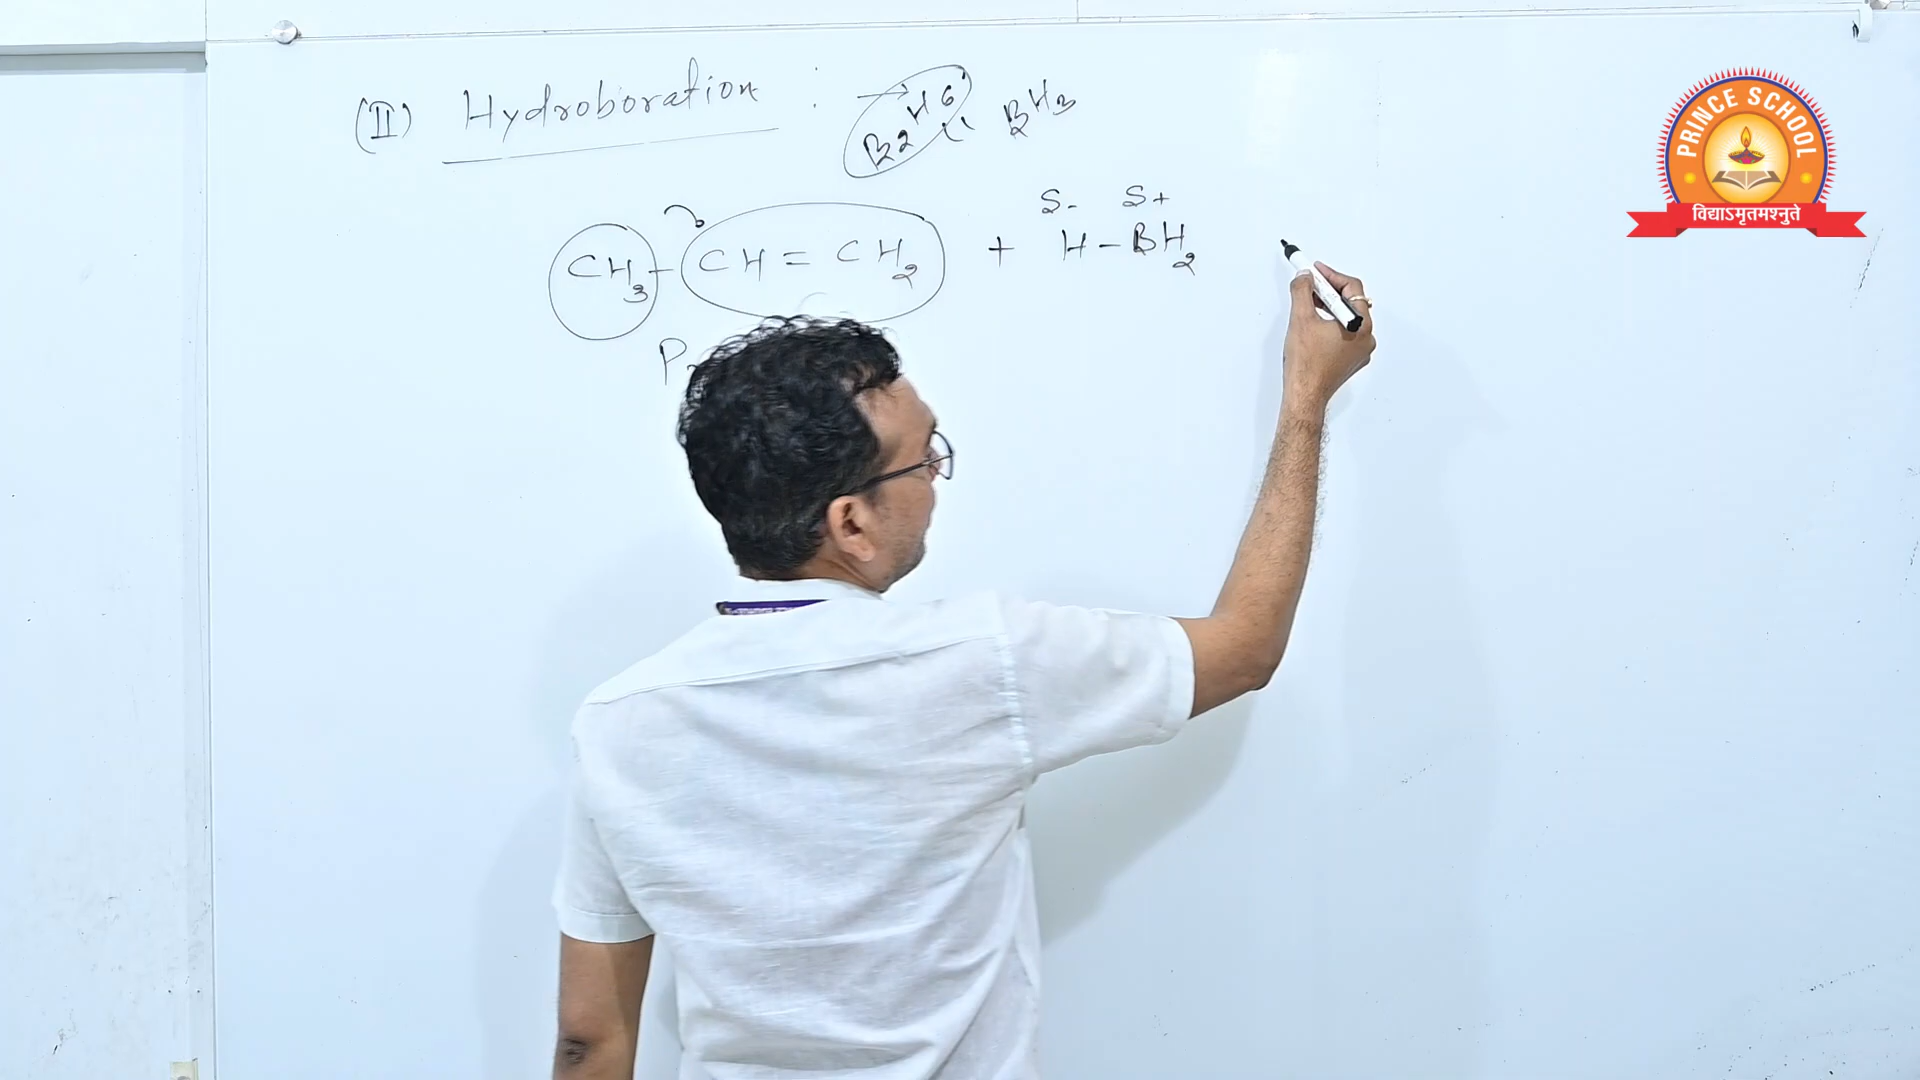 (II) Hydroboration : → B2H6 BH3
δ- δ+
CH3 - CH = CH2 + H - BH2
PRINCE SCHOOL
विद्याऽमृतमश्नुते